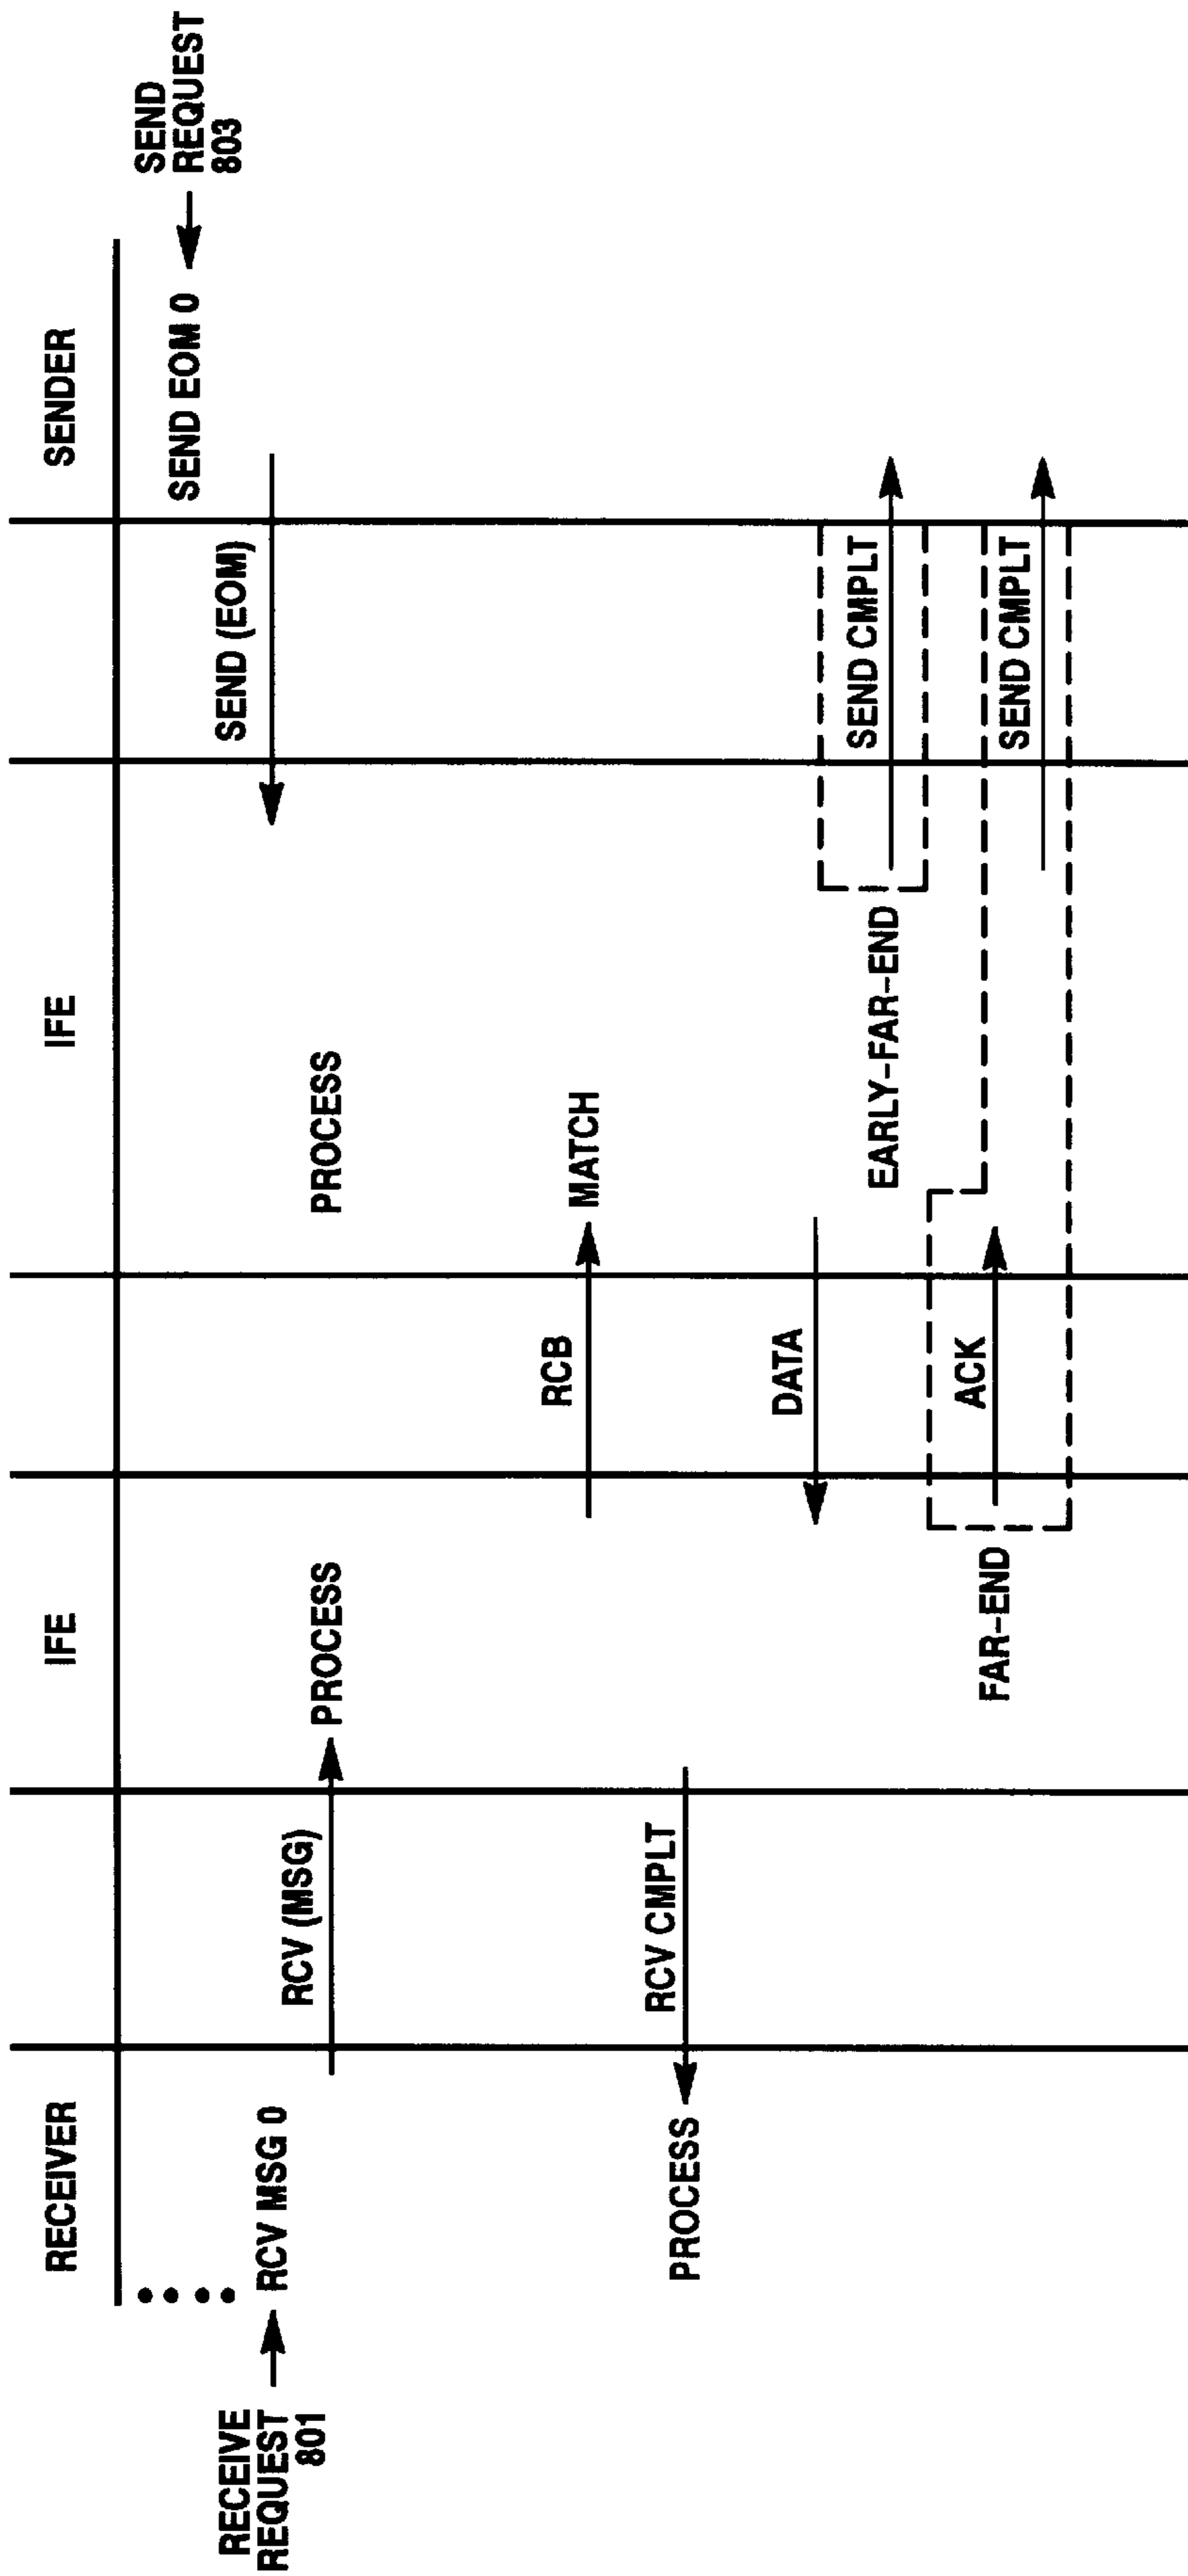 RECEIVER
IFE
IFE
SENDER
RECEIVE
REQUEST
801
RCV MSG 0
SEND EOM 0
SEND
REQUEST
803
SEND (EOM)
RCV (MSG)
PROCESS
PROCESS
RCB
MATCH
RCV CMPLT
PROCESS
DATA
SEND CMPLT
EARLY-FAR-END
ACK
FAR-END
SEND CMPLT